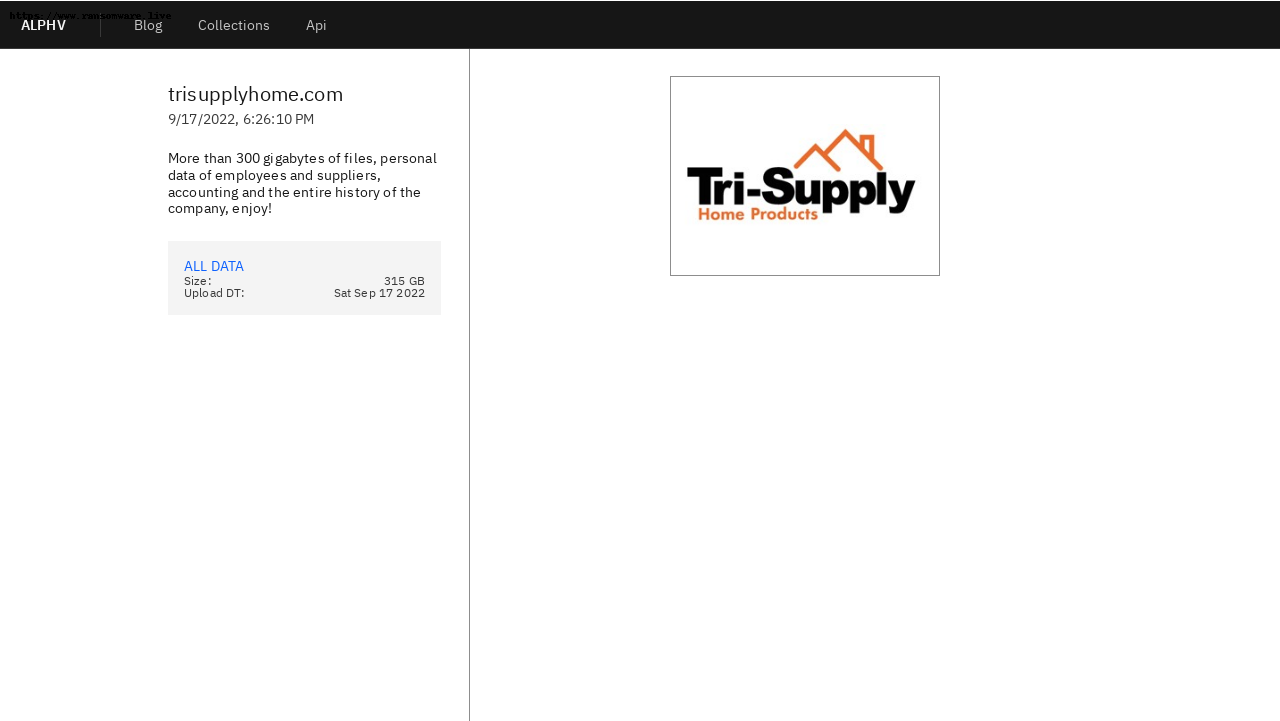 https://www.ransomware.live
ALPHV
Blog
Collections
Api
trisupplyhome.com
9/17/2022, 6:26:10 PM
More than 300 gigabytes of files, personal
data of employees and suppliers,
accounting and the entire history of the
company, enjoy!
ALL DATA
Size: 315 GB
Upload DT: Sat Sep 17 2022
Tri-Supply
Home Products